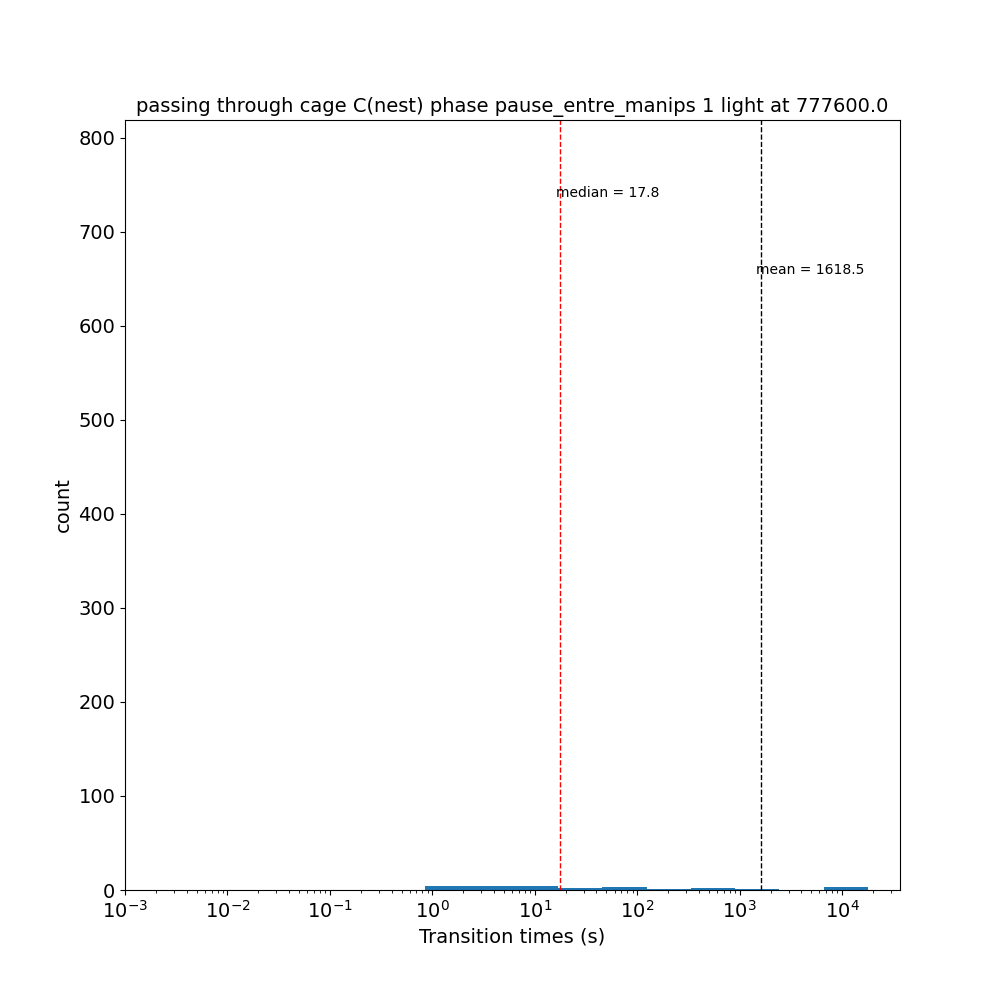 passing through cage C(nest) phase pause_entre_manips 1 light at 777600.0
800
median = 17.8
700
mean = 1618.5
600
500
count
400
300
200
100
0
10⁻³ 10⁻² 10⁻¹ 10⁰ 10¹ 10² 10³ 10⁴
Transition times (s)